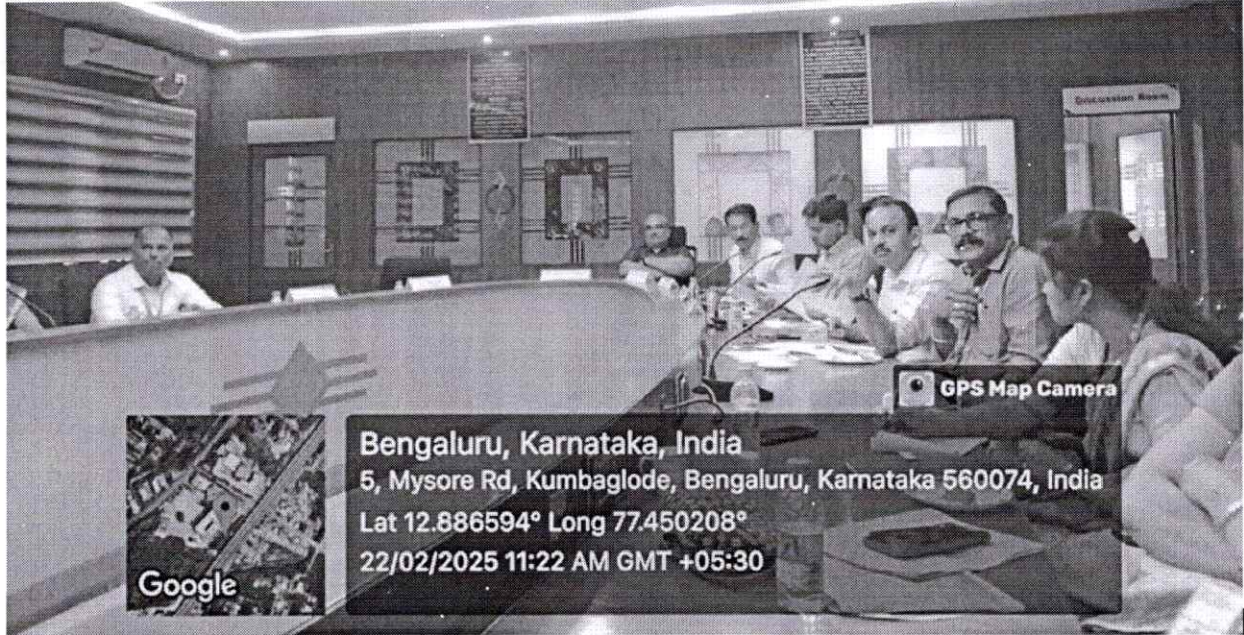 Discussion Room
GPS Map Camera
Bengaluru, Karnataka, India
5, Mysore Rd, Kumbaglode, Bengaluru, Karnataka 560074, India
Lat 12.886594° Long 77.450208°
22/02/2025 11:22 AM GMT +05:30
Google